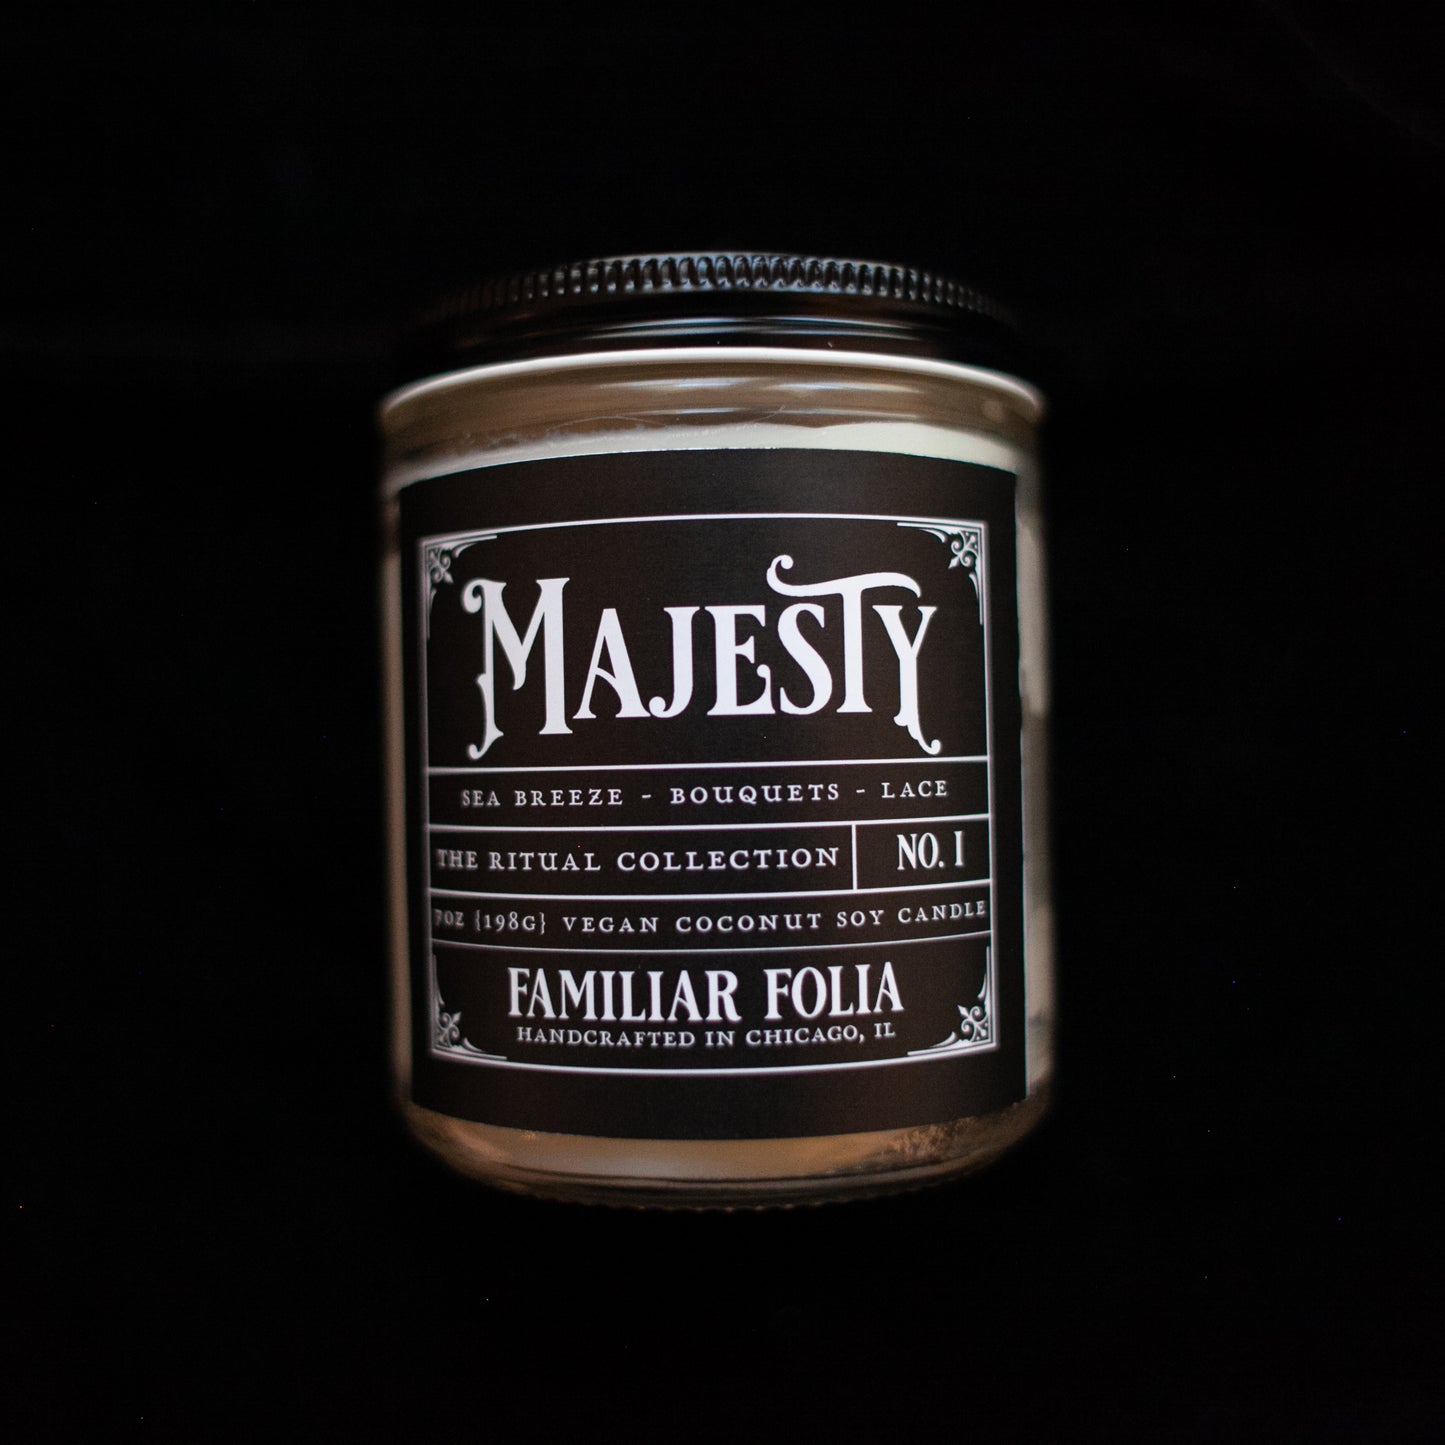 MAJESTY
SEA BREEZE - BOUQUETS - LACE
THE RITUAL COLLECTION NO. 1
7OZ {198G} VEGAN COCONUT SOY CANDLE
FAMILIAR FOLIA
HANDCRAFTED IN CHICAGO, IL